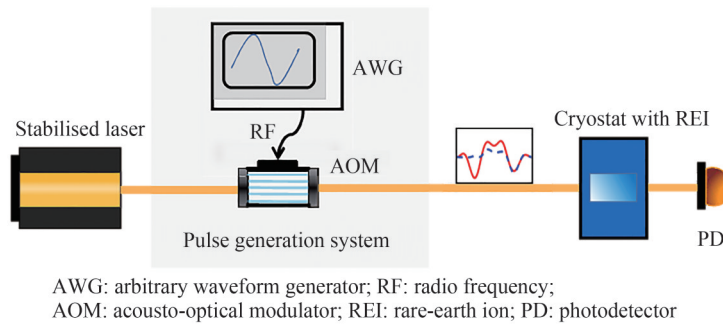 AWG
Stabilised laser
RF
Cryostat with REI
AOM
Pulse generation system
PD
AWG: arbitrary waveform generator; RF: radio frequency;
AOM: acousto-optical modulator; REI: rare-earth ion; PD: photodetector